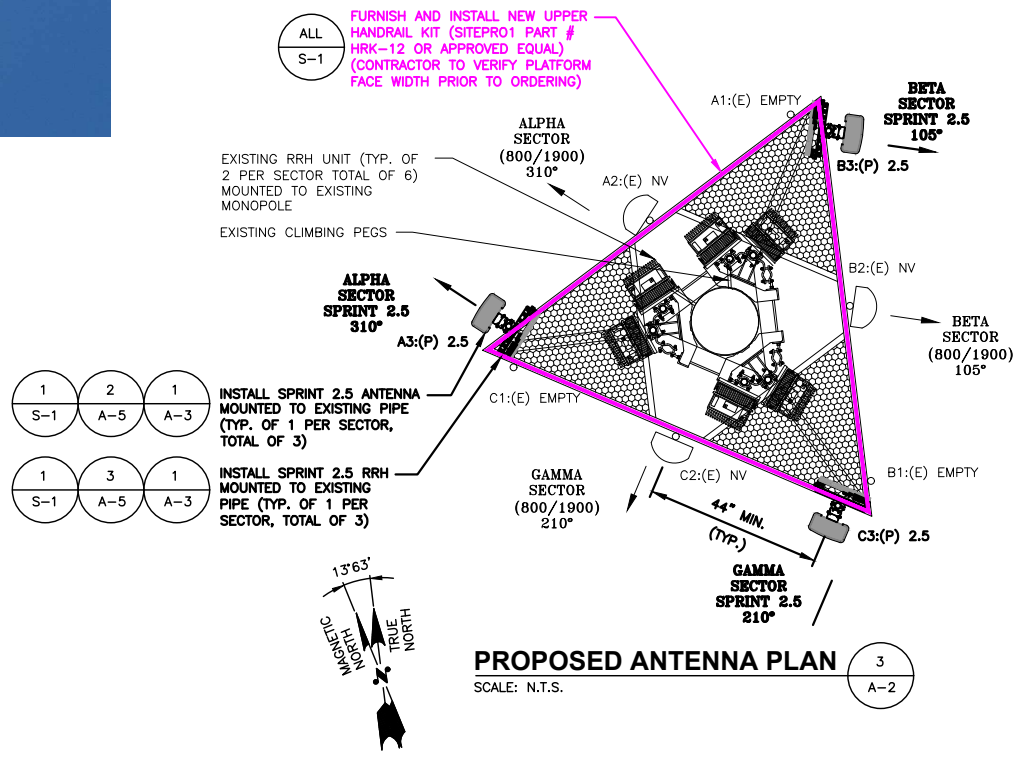 ALL
S-1
FURNISH AND INSTALL NEW UPPER
HANDRAIL KIT (SITEPRO1 PART #
HRK-12 OR APPROVED EQUAL)
(CONTRACTOR TO VERIFY PLATFORM
FACE WIDTH PRIOR TO ORDERING)
A1:(E) EMPTY
BETA
SECTOR
SPRINT 2.5
105°
B3:(P) 2.5
ALPHA
SECTOR
(800/1900)
310°
EXISTING RRH UNIT (TYP. OF
2 PER SECTOR TOTAL OF 6)
MOUNTED TO EXISTING
MONOPOLE
A2:(E) NV
EXISTING CLIMBING PEGS
B2:(E) NV
ALPHA
SECTOR
SPRINT 2.5
310°
A3:(P) 2.5
BETA
SECTOR
(800/1900)
105°
1
S-1
2
A-5
1
A-3
INSTALL SPRINT 2.5 ANTENNA
MOUNTED TO EXISTING PIPE
(TYP. OF 1 PER SECTOR,
TOTAL OF 3)
C1:(E) EMPTY
1
S-1
3
A-5
1
A-3
INSTALL SPRINT 2.5 RRH
MOUNTED TO EXISTING
PIPE (TYP. OF 1 PER
SECTOR, TOTAL OF 3)
GAMMA
SECTOR
(800/1900)
210°
C2:(E) NV
B1:(E) EMPTY
44" MIN.
(TYP.)
C3:(P) 2.5
GAMMA
SECTOR
SPRINT 2.5
210°
13°63'
MAGNETIC
NORTH
TRUE
NORTH
N
PROPOSED ANTENNA PLAN
SCALE: N.T.S.
3
A-2